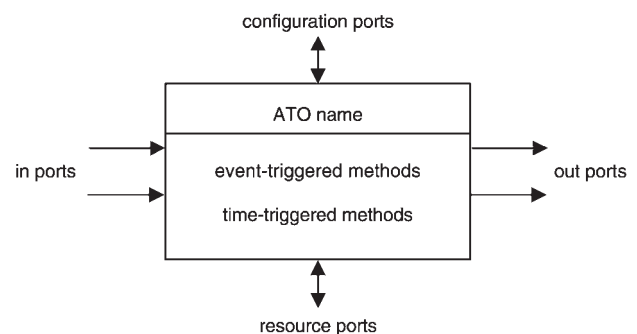 configuration ports
ATO name
in ports
event-triggered methods
out ports
time-triggered methods
resource ports